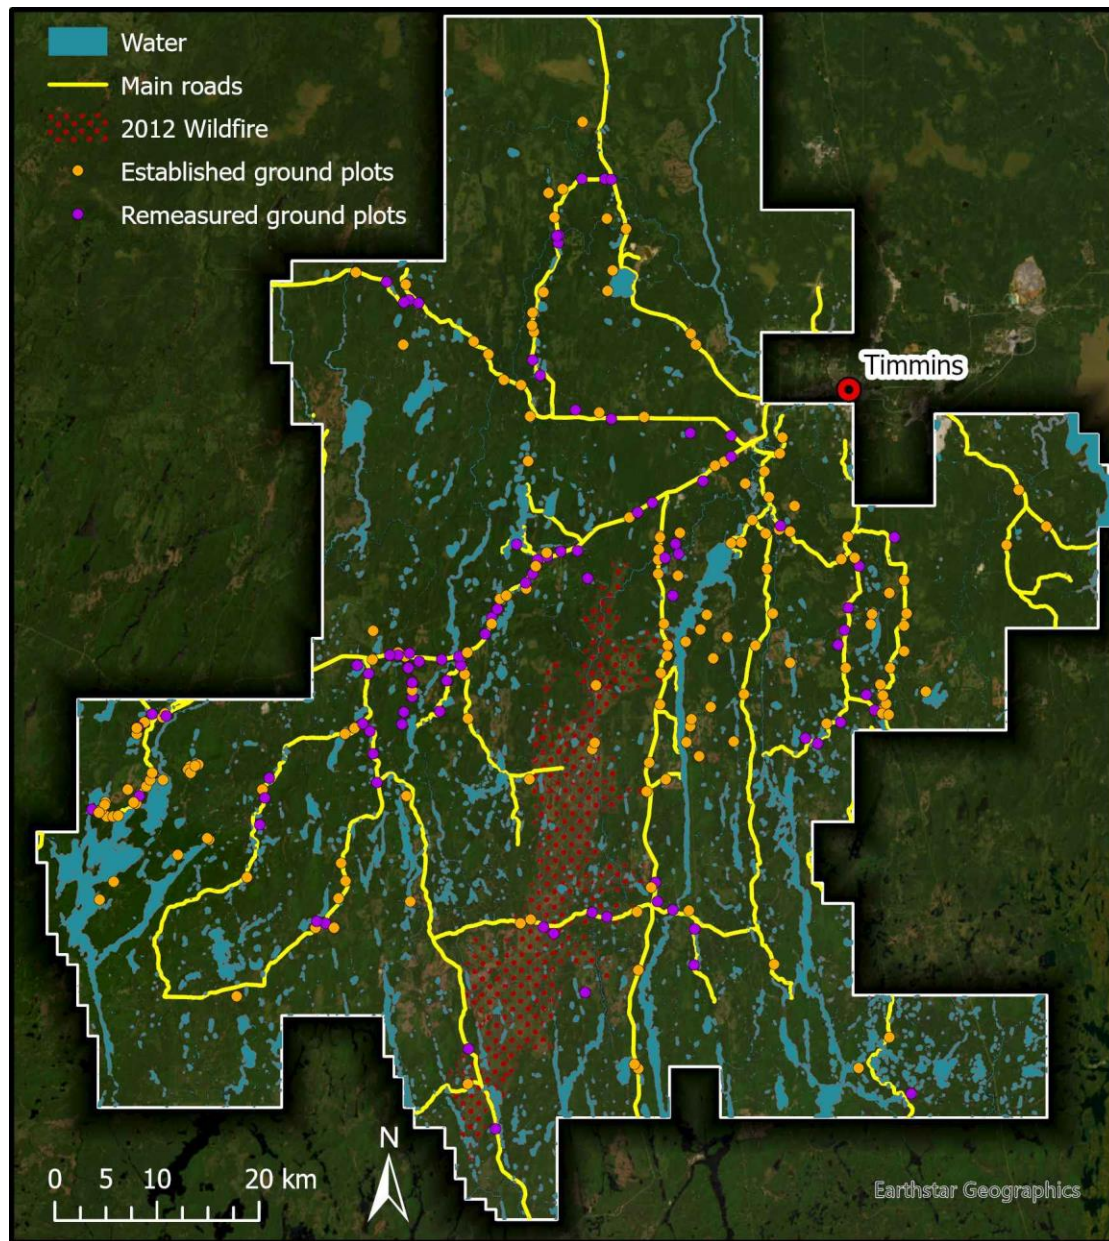 Water
Main roads
2012 Wildfire
Established ground plots
Remeasured ground plots
Timmins
N
0 5 10 20 km
Earthstar Geographics